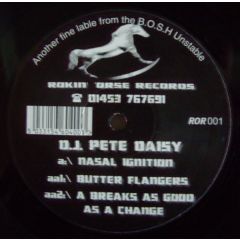 Another fine lable from the B.O.S.H Unstable
ROKIN' ORSE RECORDS
☎ 01453 767691
ROR 001
D.J. PETE DAISY
a:\ NASAL IGNITION
aa1:\ BUTTER FLANGERS
aa2:\ A BREAKS AS GOOD
AS A CHANGE